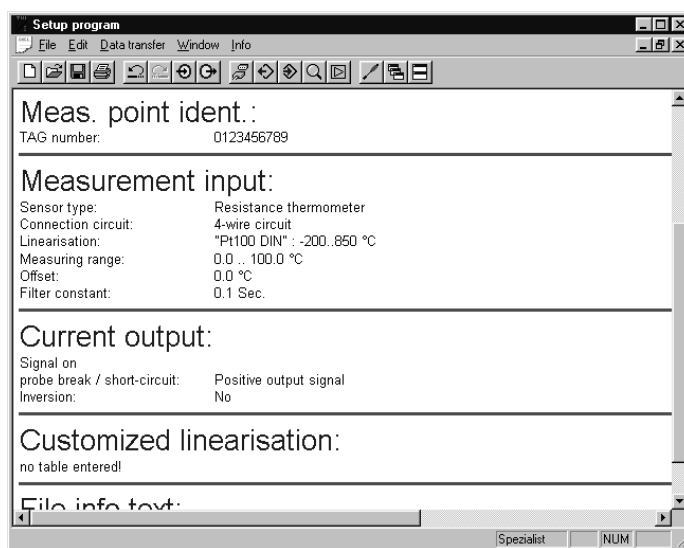 Setup program
File Edit Data transfer Window Info
Meas. point ident.:
TAG number: 0123456789
Measurement input:
Sensor type: Resistance thermometer
Connection circuit: 4-wire circuit
Linearisation: "Pt100 DIN" : -200..850 °C
Measuring range: 0.0 .. 100.0 °C
Offset: 0.0 °C
Filter constant: 0.1 Sec.
Current output:
Signal on
probe break / short-circuit: Positive output signal
Inversion: No
Customized linearisation:
no table entered!
File info text:
Spezialist NUM